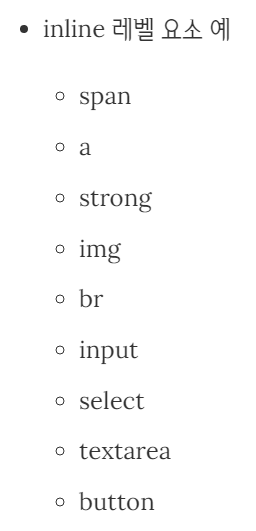 inline 레벨 요소 예
span
a
strong
img
br
input
select
textarea
button